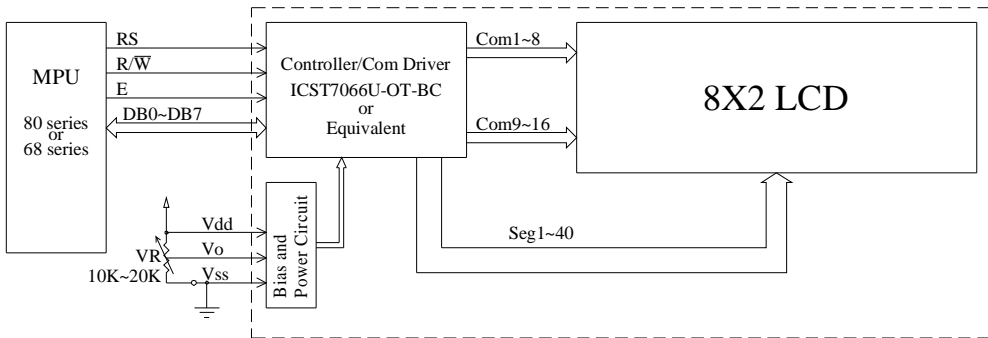 MPU
80 series
or
68 series
RS
R/W̅
E
DB0~DB7
Controller/Com Driver
ICST7066U-OT-BC
or
Equivalent
Com1~8
Com9~16
8X2 LCD
Seg1~40
Bias and
Power Circuit
Vdd
Vo
Vss
VR
10K~20K